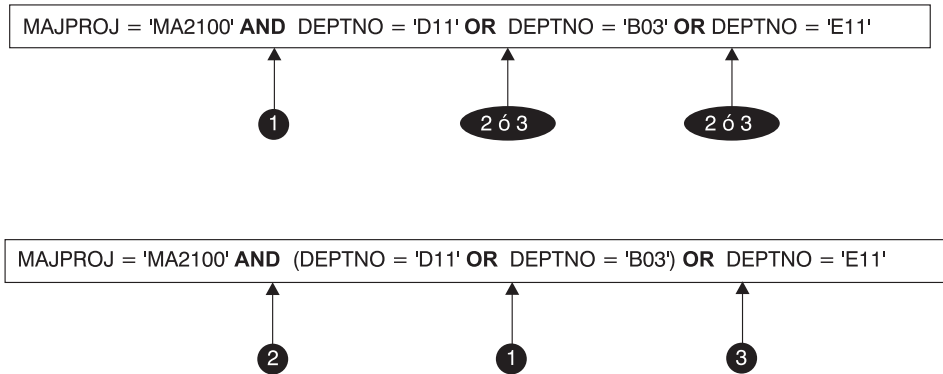 MAJPROJ = 'MA2100' AND DEPTNO = 'D11' OR DEPTNO = 'B03' OR DEPTNO = 'E11'
1 2 ó 3 2 ó 3
MAJPROJ = 'MA2100' AND (DEPTNO = 'D11' OR DEPTNO = 'B03') OR DEPTNO = 'E11'
2 1 3